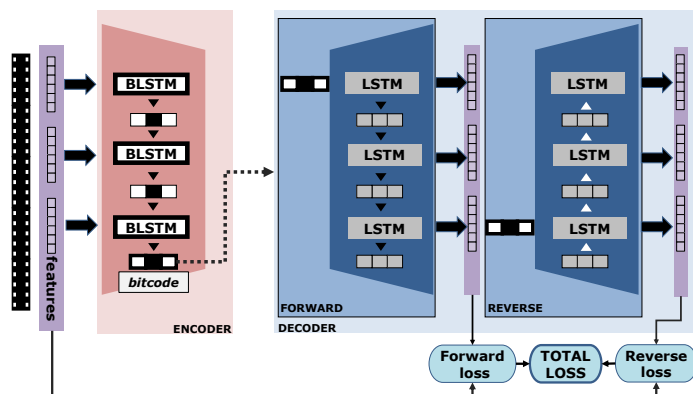 features
BLSTM
BLSTM
BLSTM
bitcode
ENCODER
LSTM
LSTM
LSTM
FORWARD
DECODER
LSTM
LSTM
LSTM
REVERSE
Forward
loss
TOTAL
LOSS
Reverse
loss